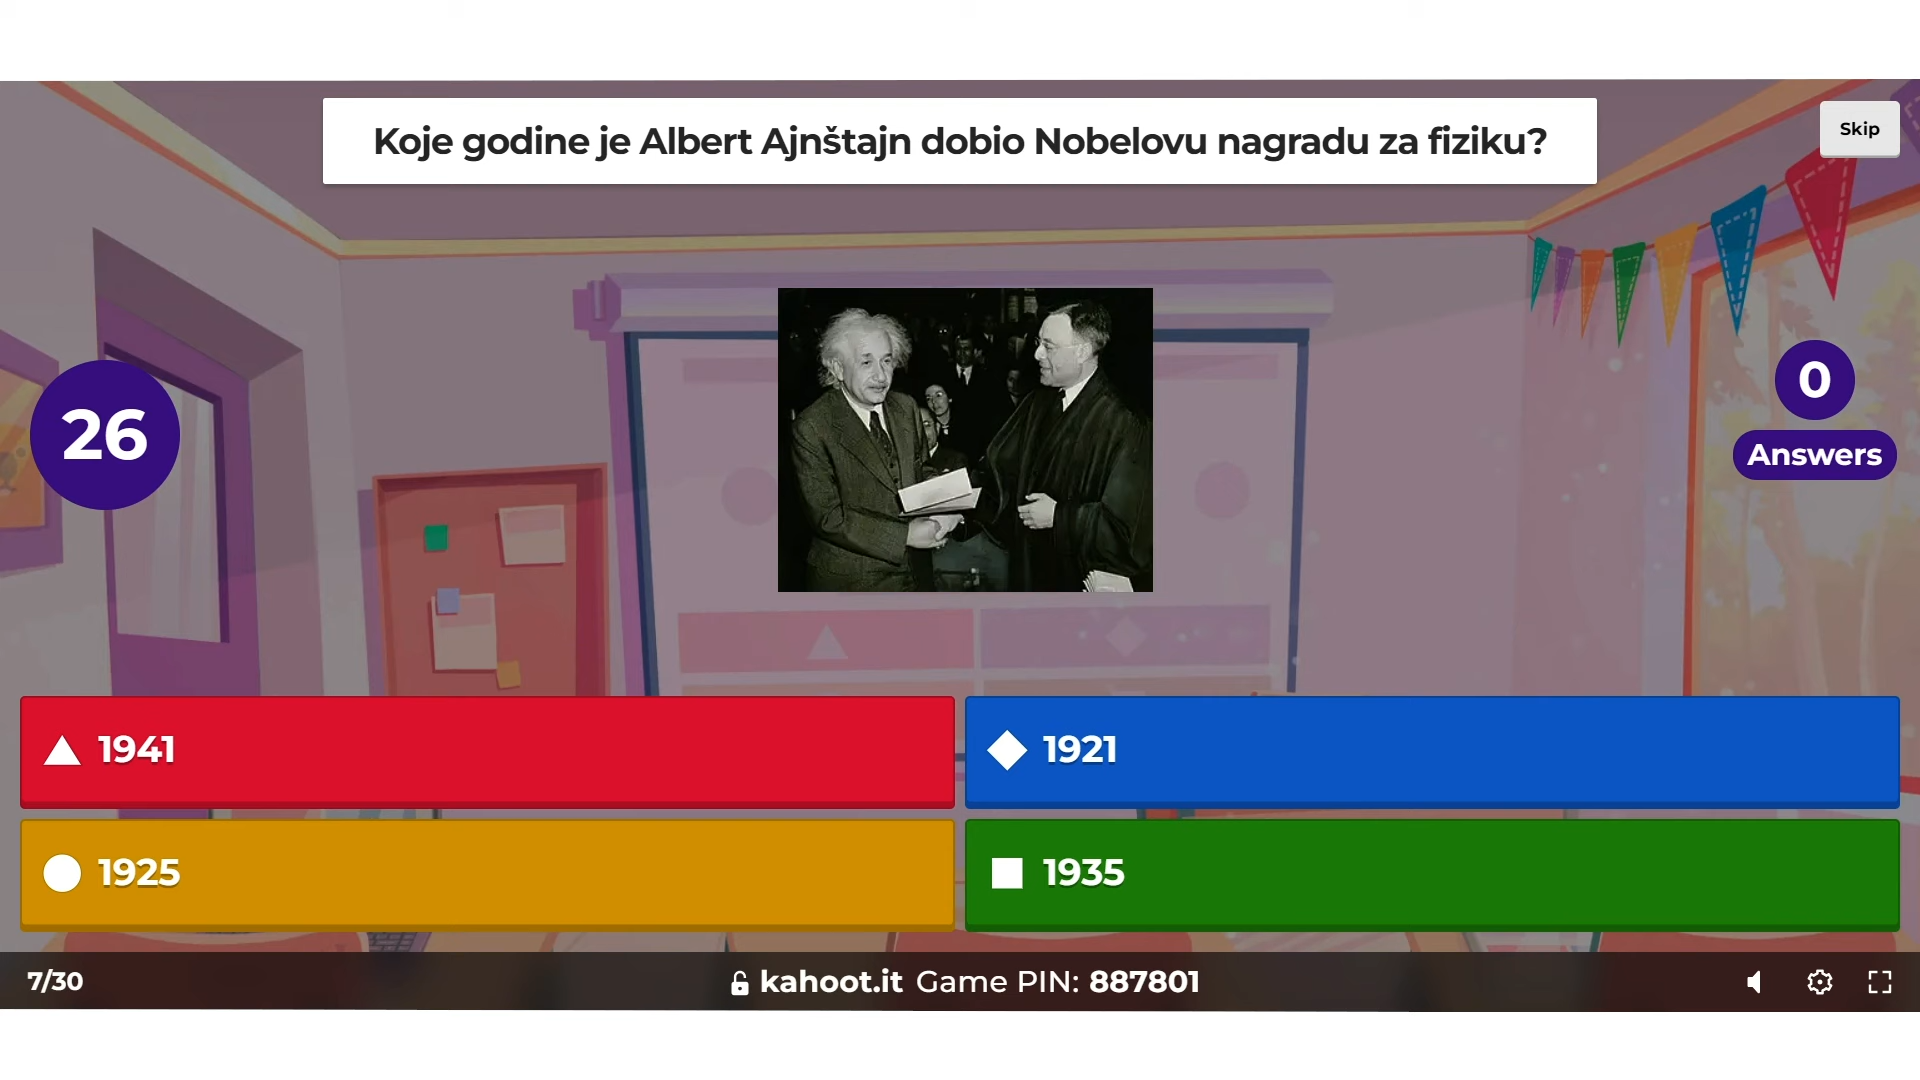 Koje godine je Albert Ajnštajn dobio Nobelovu nagradu za fiziku?
Skip
26
0
Answers
1941
1921
1925
1935
7/30
kahoot.it Game PIN: 887801